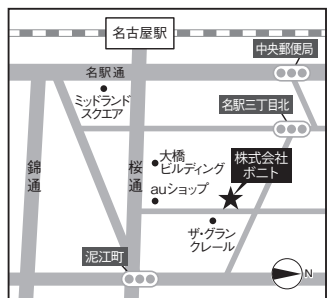 名古屋駅
中央郵便局
名駅通
ミッドランド
スクエア
名駅三丁目北
錦通
桜通
大橋
ビルディング
株式会社
ボニト
auショップ
ザ・グラン
クレール
泥江町
N